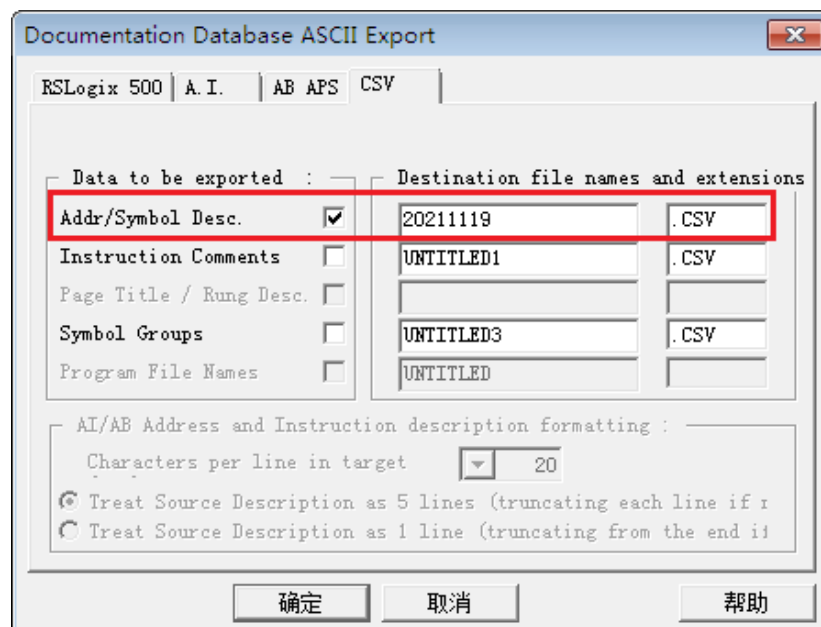 Documentation Database ASCII Export
RSLogix 500 A.I. AB APS CSV
Data to be exported : Destination file names and extensions
Addr/Symbol Desc. 20211119 .CSV
Instruction Comments UNTITLED1 .CSV
Page Title / Rung Desc.
Symbol Groups UNTITLED3 .CSV
Program File Names UNTITLED
AI/AB Address and Instruction description formatting :
Characters per line in target 20
Treat Source Description as 5 lines (truncating each line if
Treat Source Description as 1 line (truncating from the end if
确定 取消 帮助